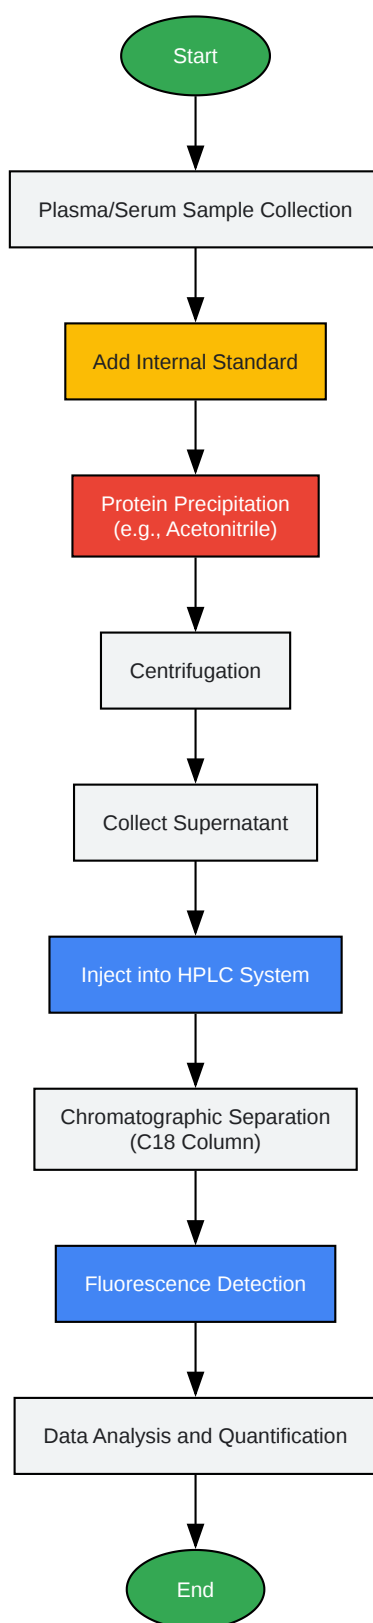 Start
Plasma/Serum Sample Collection
Add Internal Standard
Protein Precipitation
(e.g., Acetonitrile)
Centrifugation
Collect Supernatant
Inject into HPLC System
Chromatographic Separation
(C18 Column)
Fluorescence Detection
Data Analysis and Quantification
End